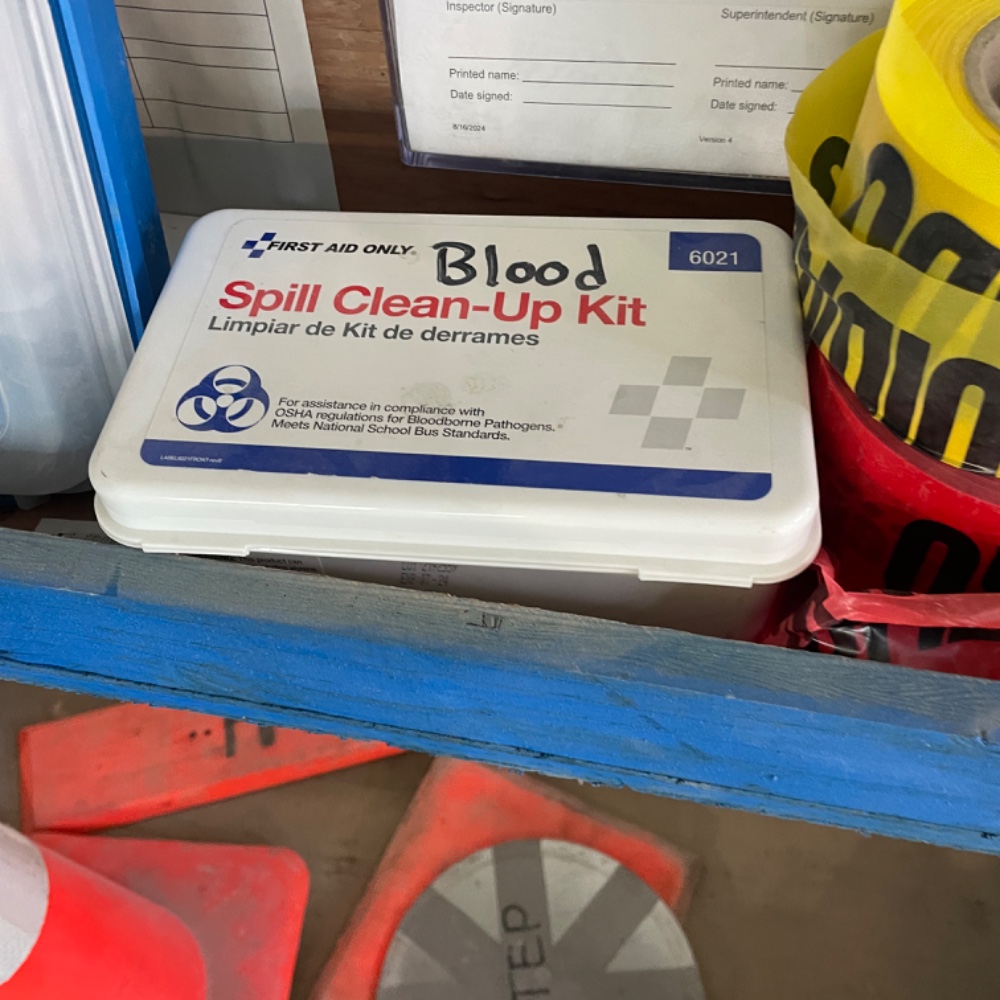 Inspector (Signature)
Superintendent (Signature)
Printed name:
Printed name:
Date signed:
Date signed:
8/16/2024
Version 4
FIRST AID ONLY®
Blood
6021
Spill Clean-Up Kit
Limpiar de Kit de derrames
For assistance in compliance with
OSHA regulations for Bloodborne Pathogens.
Meets National School Bus Standards.
TEP